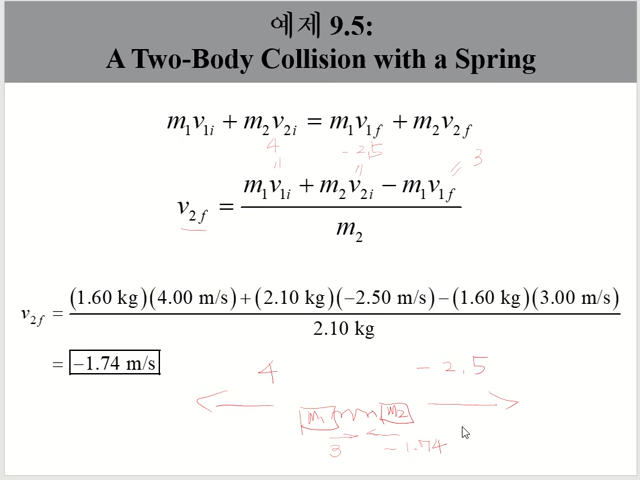 예제 9.5:
A Two-Body Collision with a Spring
m₁v₁ᵢ + m₂v₂ᵢ = m₁v₁f + m₂v₂f
4 -2.5 3
v₂f = (m₁v₁ᵢ + m₂v₂ᵢ − m₁v₁f) / m₂
v₂f = ((1.60 kg)(4.00 m/s)+(2.10 kg)(−2.50 m/s)−(1.60 kg)(3.00 m/s)) / 2.10 kg
= −1.74 m/s
4 -2.5
m₁ m₂
3 -1.74